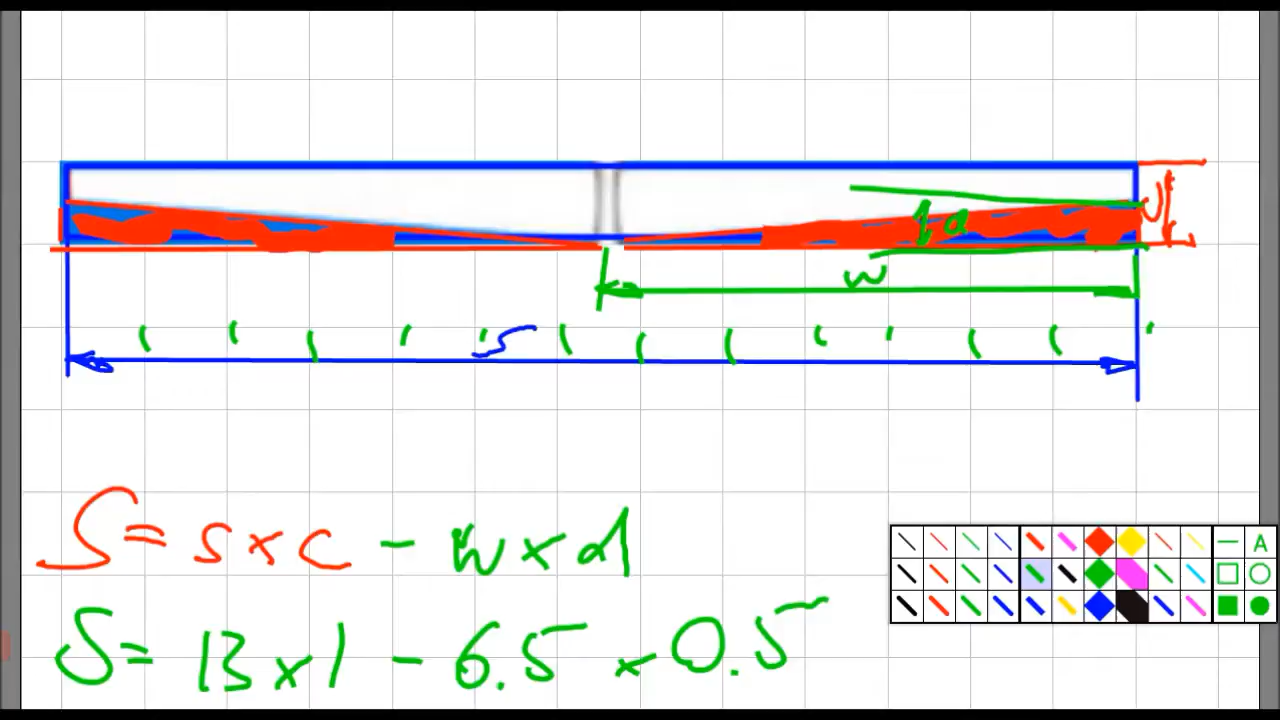 d
w
S
S = s x c - w x d
S = 13 x 1 - 6.5 x 0.5
A